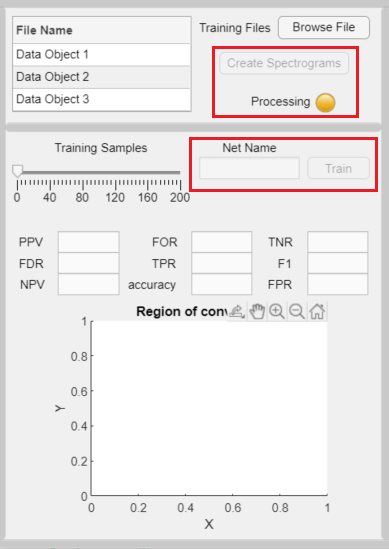 File Name
Training Files
Browse File
Data Object 1
Data Object 2
Data Object 3
Create Spectrograms
Processing
Training Samples
Net Name
Train
0 40 80 120 160 200
PPV FOR TNR
FDR TPR F1
NPV accuracy FPR
Region of conv
1
0.8
0.6
0.4
0.2
0
Y
0 0.2 0.4 0.6 0.8 1
X